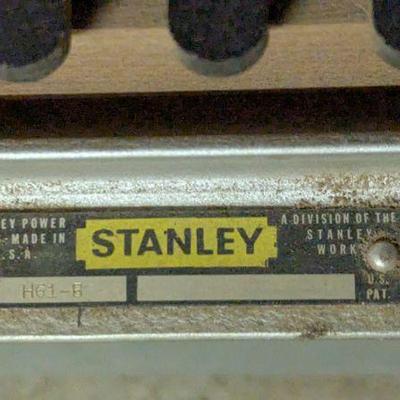 EY POWER
MADE IN
.S.A
STANLEY
A DIVISION OF THE
STANLEY
WORK
H61-B
U.S.
PAT.